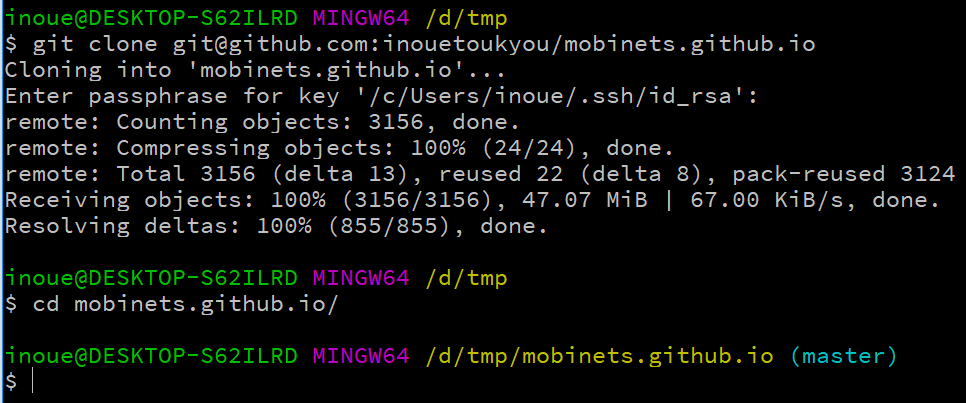 inoue@DESKTOP-S62ILRD MINGW64 /d/tmp
$ git clone git@github.com:inouetoukyou/mobinets.github.io
Cloning into 'mobinets.github.io'...
Enter passphrase for key '/c/Users/inoue/.ssh/id_rsa':
remote: Counting objects: 3156, done.
remote: Compressing objects: 100% (24/24), done.
remote: Total 3156 (delta 13), reused 22 (delta 8), pack-reused 3124
Receiving objects: 100% (3156/3156), 47.07 MiB | 67.00 KiB/s, done.
Resolving deltas: 100% (855/855), done.
inoue@DESKTOP-S62ILRD MINGW64 /d/tmp
$ cd mobinets.github.io/
inoue@DESKTOP-S62ILRD MINGW64 /d/tmp/mobinets.github.io (master)
$